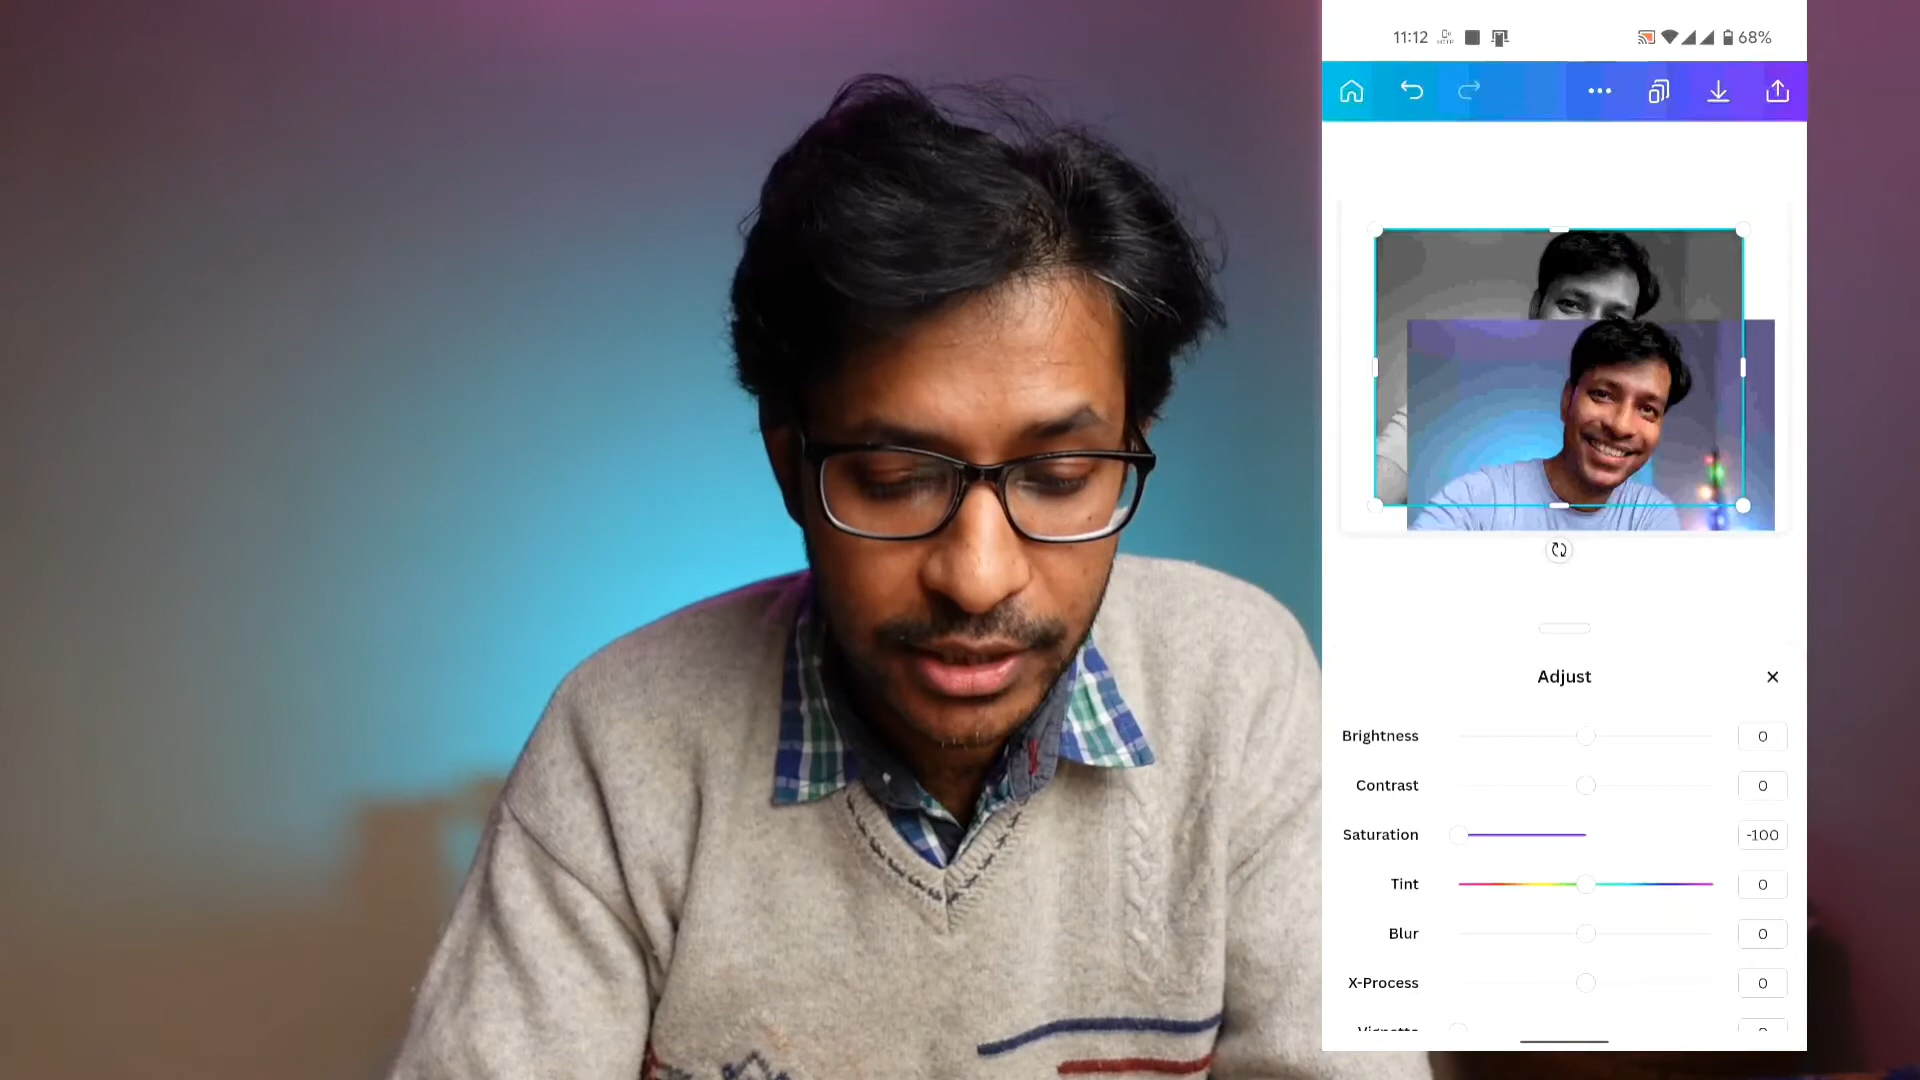 11:12
68%
Adjust
Brightness 0
Contrast 0
Saturation -100
Tint 0
Blur 0
X-Process 0